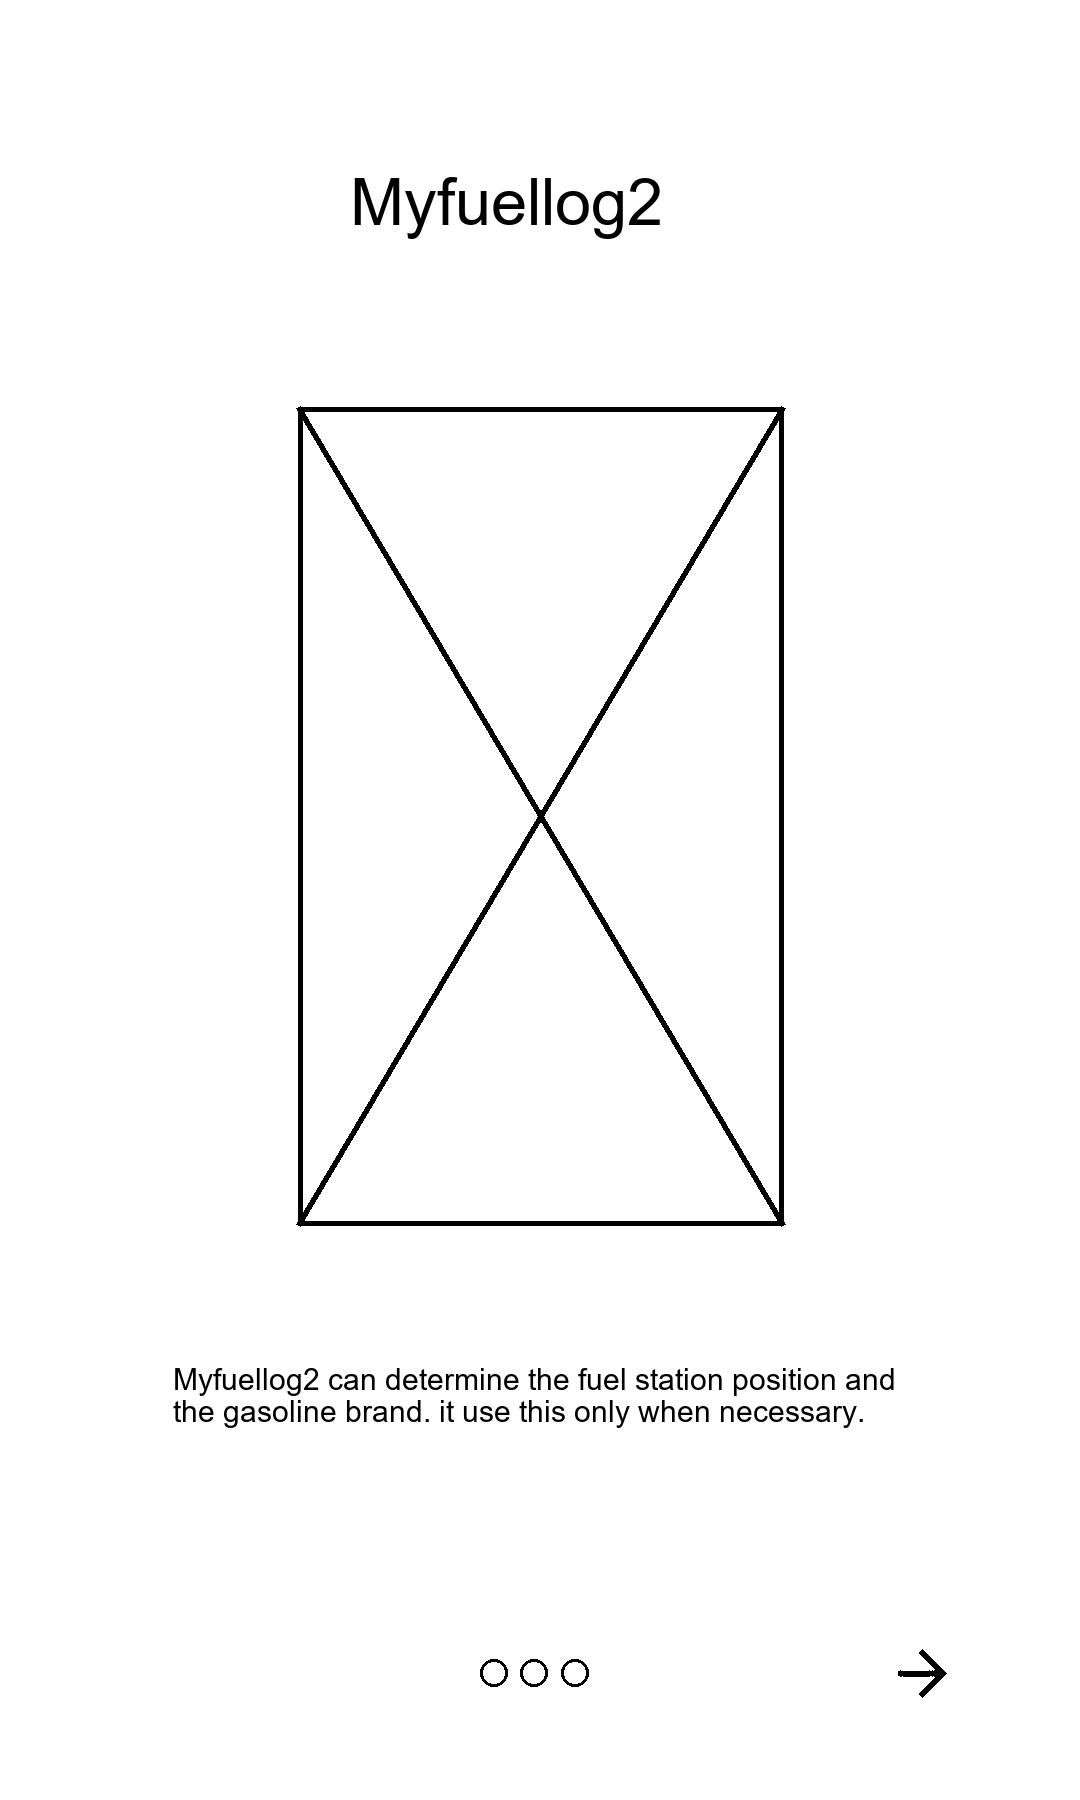 Myfuellog2
Myfuellog2 can determine the fuel station position and
the gasoline brand. it use this only when necessary.